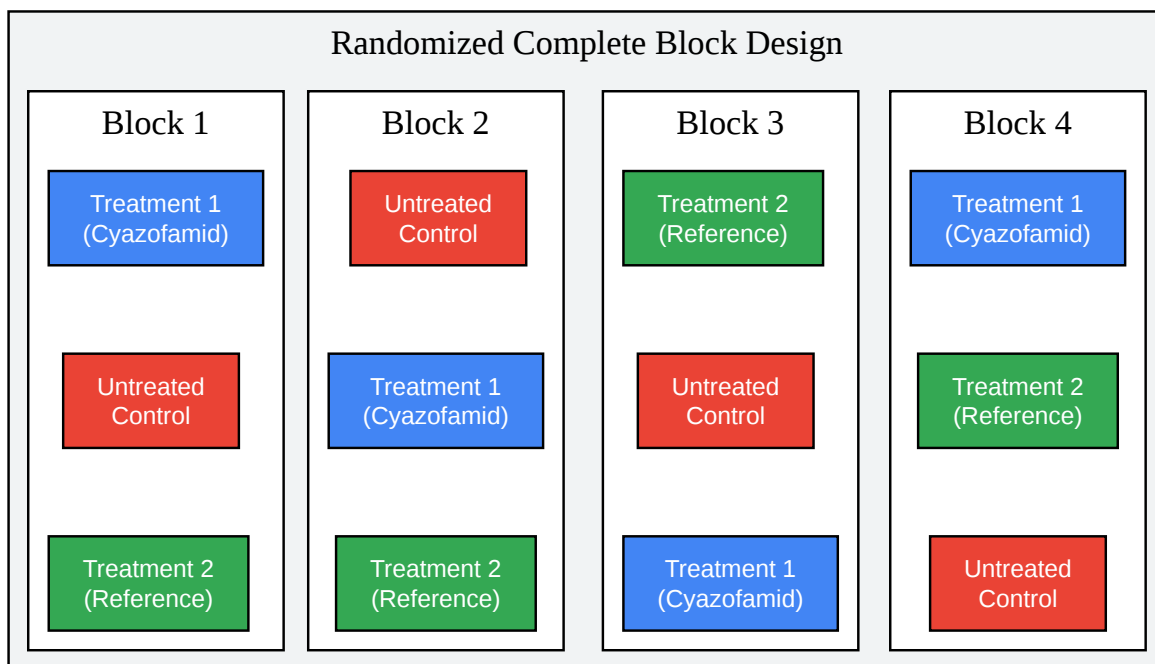 Randomized Complete Block Design
Block 1
Treatment 1
(Cyazofamid)
Untreated
Control
Treatment 2
(Reference)
Block 2
Untreated
Control
Treatment 1
(Cyazofamid)
Treatment 2
(Reference)
Block 3
Treatment 2
(Reference)
Untreated
Control
Treatment 1
(Cyazofamid)
Block 4
Treatment 1
(Cyazofamid)
Treatment 2
(Reference)
Untreated
Control